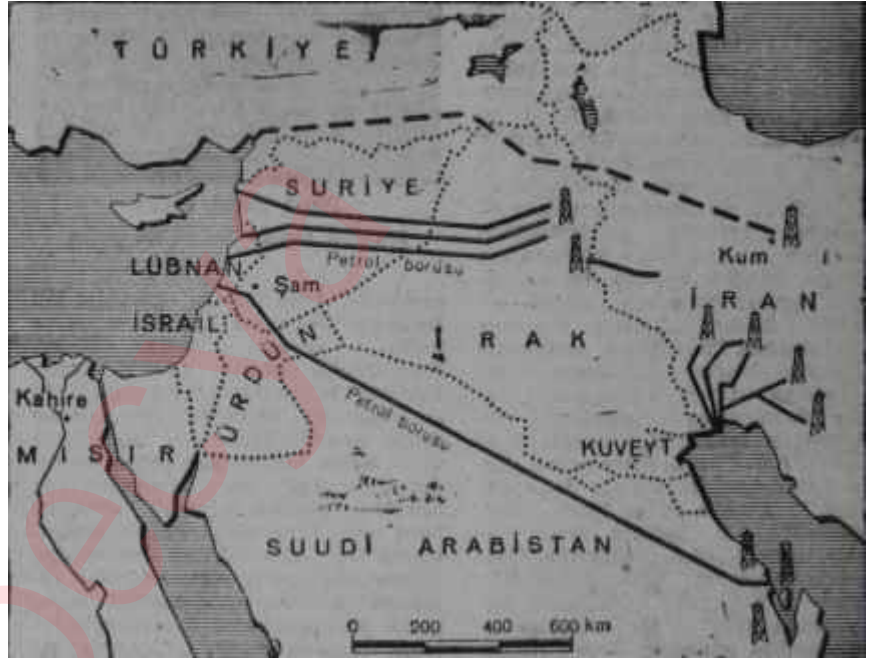 TÜRKİYE
SURİYE
Petrol borusu
LÜBNAN
Şam
Kum
İRAN
İSRAİL
İRAK
ÜRDÜN
Kahire
Petrol borusu
MISIR
KUVEYT
SUUDİ ARABİSTAN
0 200 400 600 km